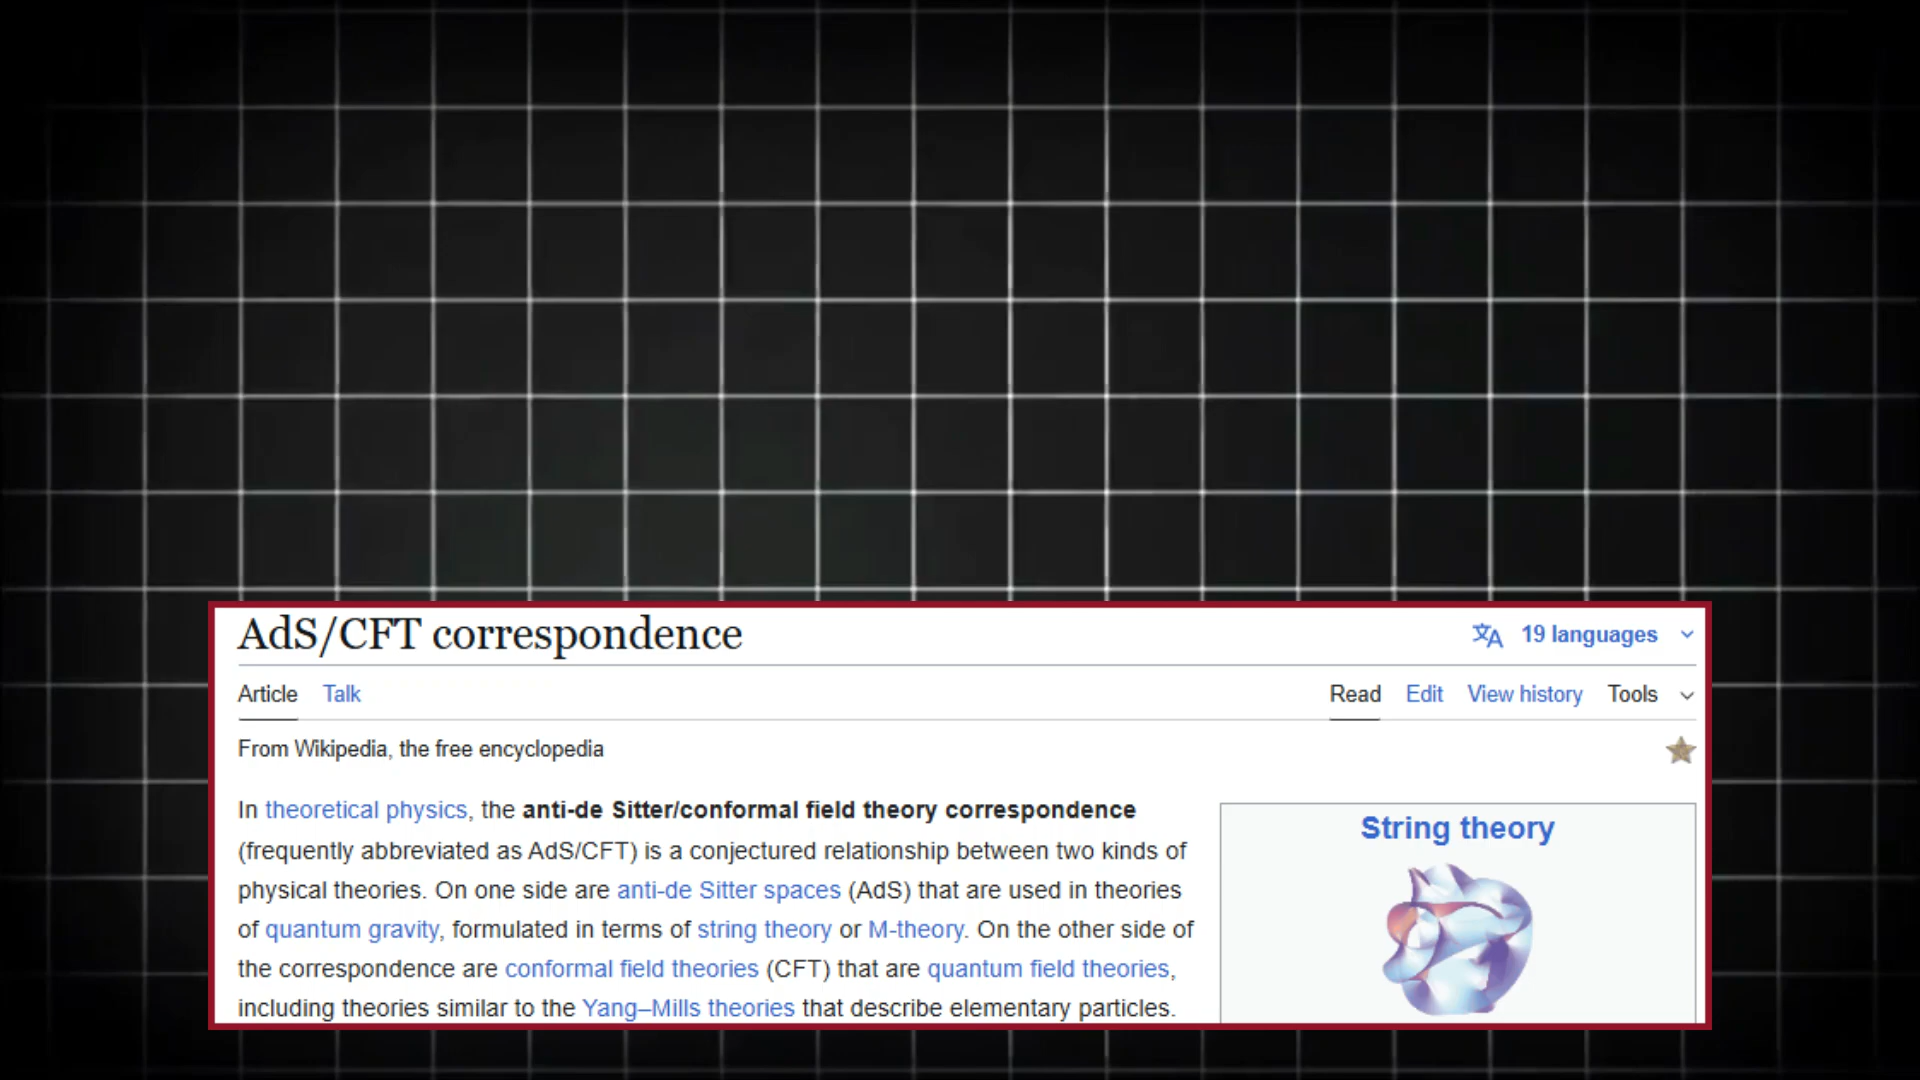 AdS/CFT correspondence
19 languages
Article Talk
Read Edit View history Tools
From Wikipedia, the free encyclopedia
In theoretical physics, the anti-de Sitter/conformal field theory correspondence
(frequently abbreviated as AdS/CFT) is a conjectured relationship between two kinds of
physical theories. On one side are anti-de Sitter spaces (AdS) that are used in theories
of quantum gravity, formulated in terms of string theory or M-theory. On the other side of
the correspondence are conformal field theories (CFT) that are quantum field theories,
including theories similar to the Yang–Mills theories that describe elementary particles.
String theory